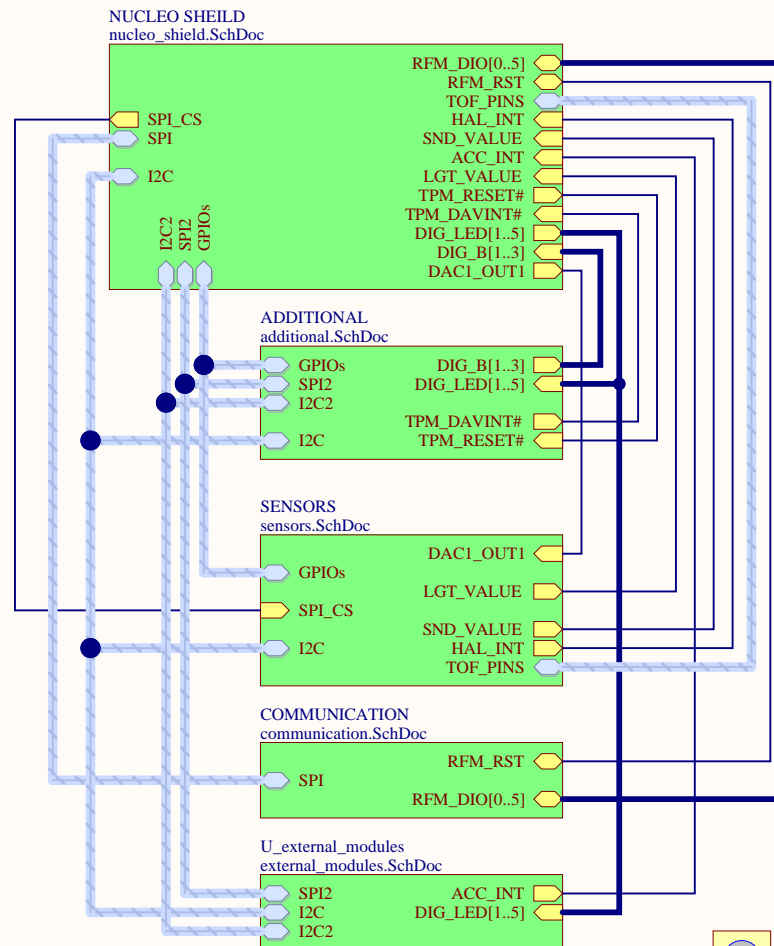 NUCLEO SHEILD
nucleo_shield.SchDoc
RFM_DIO[0..5]
RFM_RST
TOF_PINS
SPI_CS
HAL_INT
SPI
SND_VALUE
ACC_INT
I2C
LGT_VALUE
TPM_RESET#
TPM_DAVINT#
I2C2
SPI2
GPIOs
DIG_LED[1..5]
DIG_B[1..3]
DAC1_OUT1
ADDITIONAL
additional.SchDoc
GPIOs
DIG_B[1..3]
SPI2
DIG_LED[1..5]
I2C2
TPM_DAVINT#
I2C
TPM_RESET#
SENSORS
sensors.SchDoc
DAC1_OUT1
GPIOs
LGT_VALUE
SPI_CS
SND_VALUE
I2C
HAL_INT
TOF_PINS
COMMUNICATION
communication.SchDoc
RFM_RST
SPI
RFM_DIO[0..5]
U_external_modules
external_modules.SchDoc
SPI2
ACC_INT
I2C
DIG_LED[1..5]
I2C2